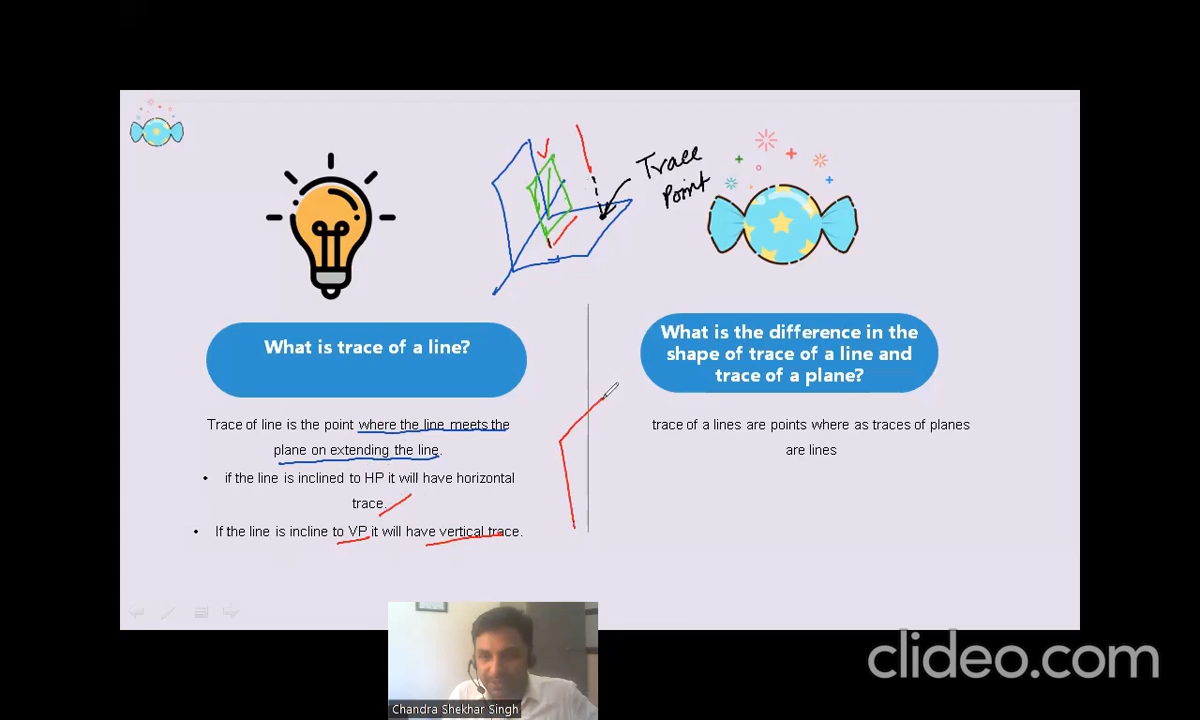 Trace
Point
What is trace of a line?
Trace of line is the point where the line meets the
plane on extending the line.
• if the line is inclined to HP it will have horizontal
trace.
• If the line is incline to VP it will have vertical trace.
What is the difference in the
shape of trace of a line and
trace of a plane?
trace of a lines are points where as traces of planes
are lines
Chandra Shekhar Singh
clideo.com